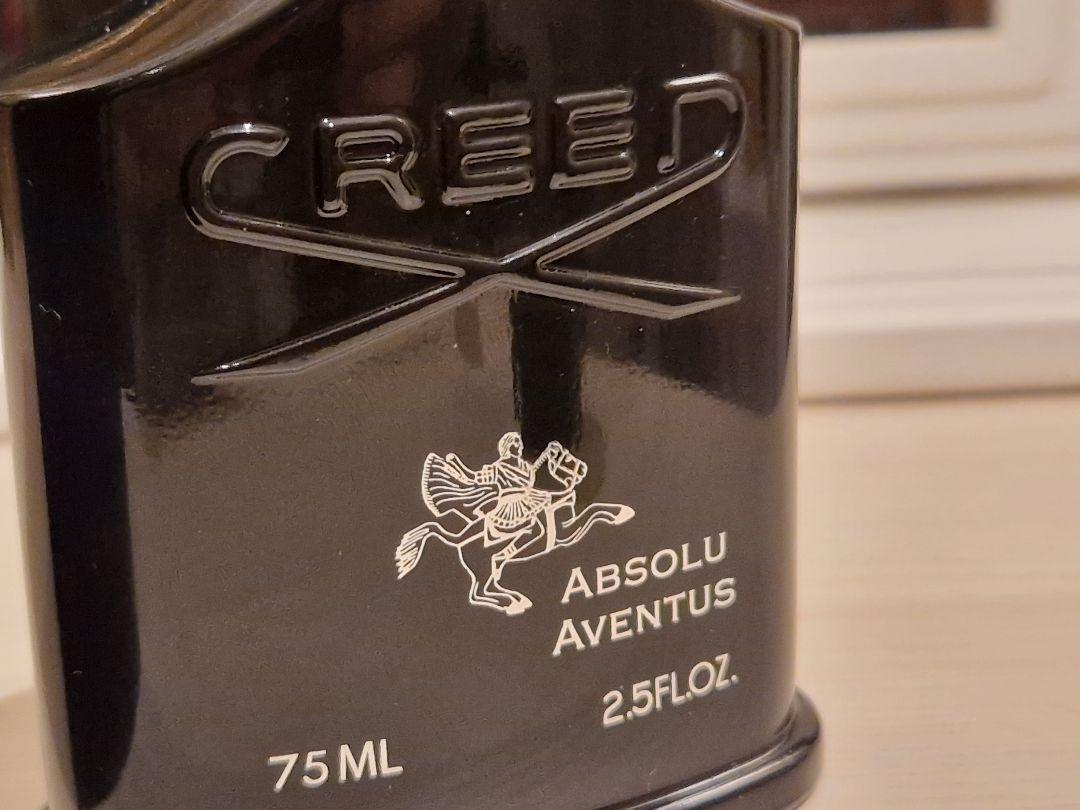 CREED
ABSOLU
AVENTUS
2.5FL.OZ.
75 ML